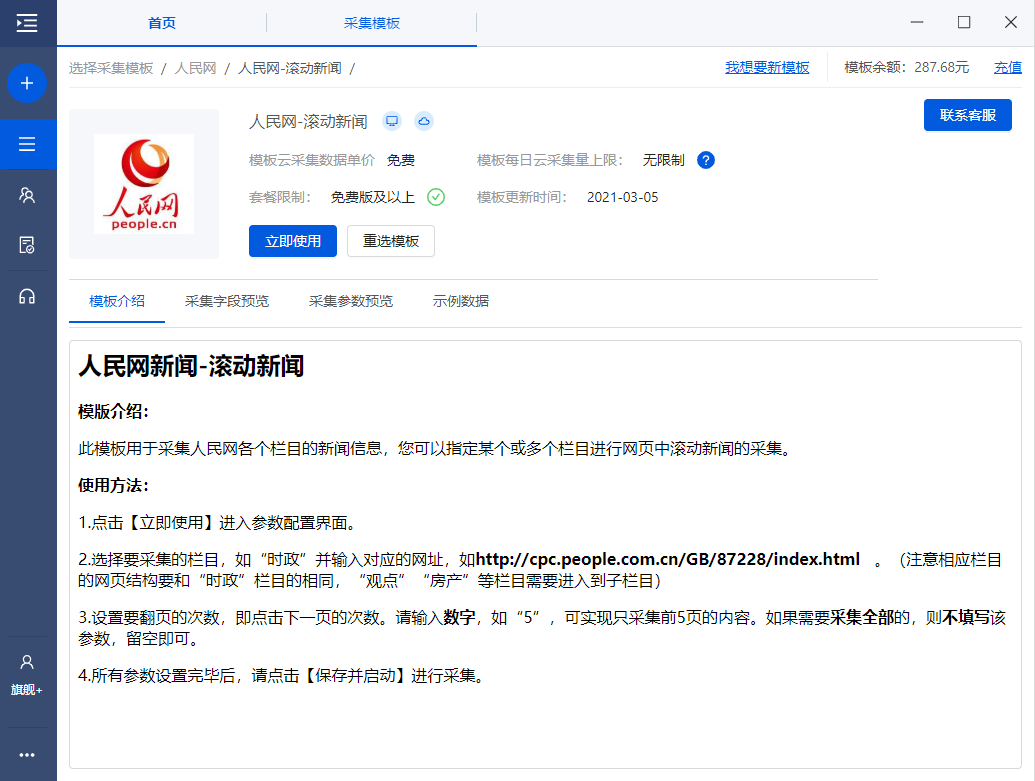 首页
采集模板
选择采集模板 / 人民网 / 人民网-滚动新闻 /
我想要新模板
模板余额：287.68元
充值
人民网
people.cn
人民网-滚动新闻
联系客服
模板云采集数据单价 免费
模板每日云采集量上限： 无限制 ?
套餐限制： 免费版及以上
模板更新时间： 2021-03-05
立即使用
重选模板
模板介绍
采集字段预览
采集参数预览
示例数据
人民网新闻-滚动新闻
模版介绍：
此模板用于采集人民网各个栏目的新闻信息，您可以指定某个或多个栏目进行网页中滚动新闻的采集。
使用方法：
1.点击【立即使用】进入参数配置界面。
2.选择要采集的栏目，如“时政”并输入对应的网址，如http://cpc.people.com.cn/GB/87228/index.html 。（注意相应栏目
的网页结构要和“时政”栏目的相同，“观点”“房产”等栏目需要进入到子栏目）
3.设置要翻页的次数，即点击下一页的次数。请输入数字，如“5”，可实现只采集前5页的内容。如果需要采集全部的，则不填写该
参数，留空即可。
4.所有参数设置完毕后，请点击【保存并启动】进行采集。
旗舰+